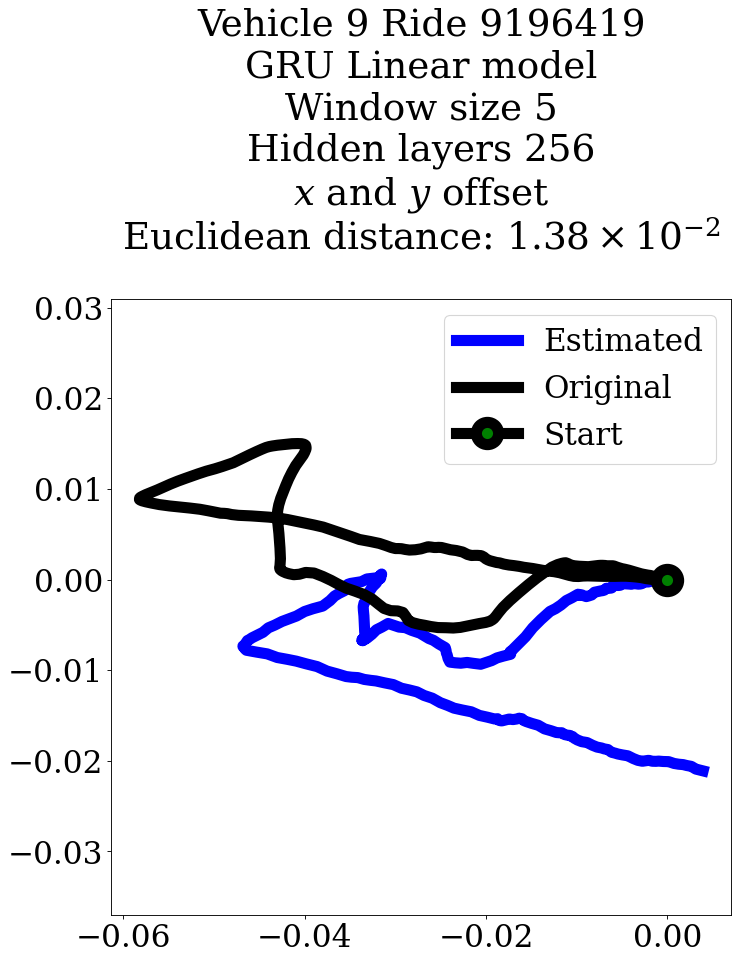 Vehicle 9 Ride 9196419
GRU Linear model
Window size 5
Hidden layers 256
x and y offset
Euclidean distance: 1.38 × 10⁻²
0.03
0.02
0.01
0.00
−0.01
−0.02
−0.03
Estimated
Original
Start
−0.06
−0.04
−0.02
0.00